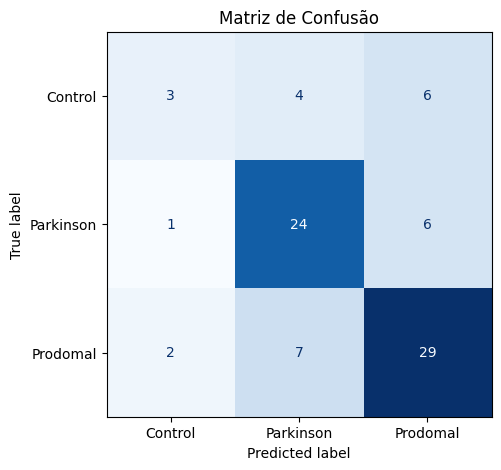 Matriz de Confusão
True label
Control 3 4 6
Parkinson 1 24 6
Prodomal 2 7 29
Control Parkinson Prodomal
Predicted label